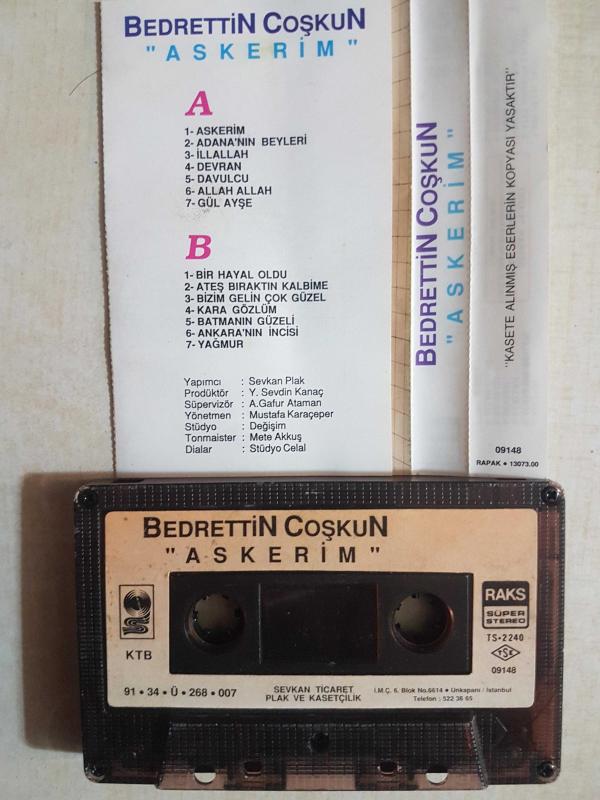 BEDRETTİN COŞKUN
"ASKERİM"
A
1- ASKERİM
2- ADANA'NIN BEYLERİ
3- İLLALLAH
4- DEVRAN
5- DAVULCU
6- ALLAH ALLAH
7- GÜL AYŞE
B
1- BİR HAYAL OLDU
2- ATEŞ BIRAKTIN KALBİME
3- BİZİM GELİN ÇOK GÜZEL
4- KARA GÖZLÜM
5- BATMANIN GÜZELİ
6- ANKARA'NIN İNCİSİ
7- YAĞMUR
Yapımcı : Sevkan Plak
Prodüktör : Y. Sevdin Kanaç
Süpervizör : A.Gafur Ataman
Yönetmen : Mustafa Karaçeper
Stüdyo : Değişim
Tonmaister : Mete Akkuş
Dialar : Stüdyo Celal
BEDRETTİN COŞKUN
"ASKERİM"
"KASETE ALINMIŞ ESERLERİN KOPYASI YASAKTIR"
09148
RAPAK • 13073.00
BEDRETTİN COŞKUN
"ASKERİM"
KTB
RAKS
SÜPER
STEREO
TS-2240
TSE
09148
91 • 34 • Ü • 268 • 007
SEVKAN TİCARET
PLAK VE KASETÇİLİK
İ.M.Ç. 6. Blok No.6614 • Unkapanı / İstanbul
Telefon : 522 36 65